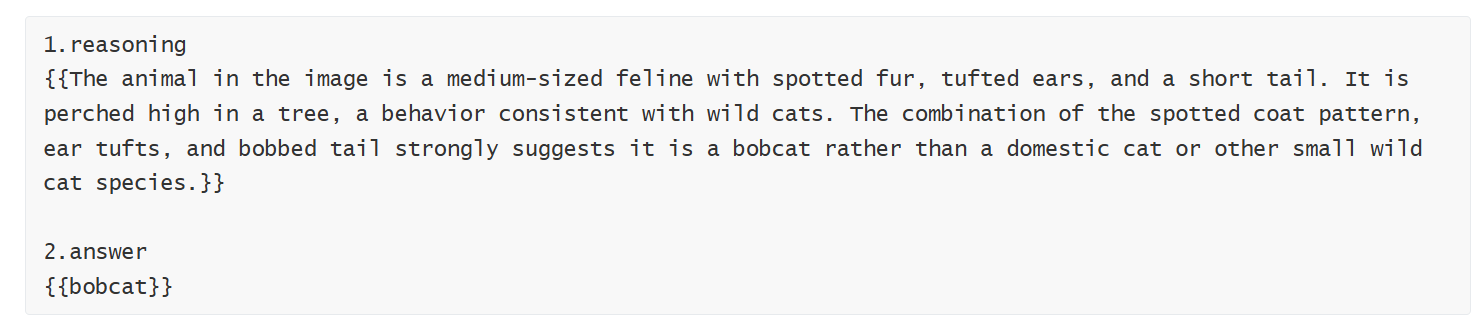 1.reasoning
{{The animal in the image is a medium-sized feline with spotted fur, tufted ears, and a short tail. It is
perched high in a tree, a behavior consistent with wild cats. The combination of the spotted coat pattern,
ear tufts, and bobbed tail strongly suggests it is a bobcat rather than a domestic cat or other small wild
cat species.}}
2.answer
{{bobcat}}